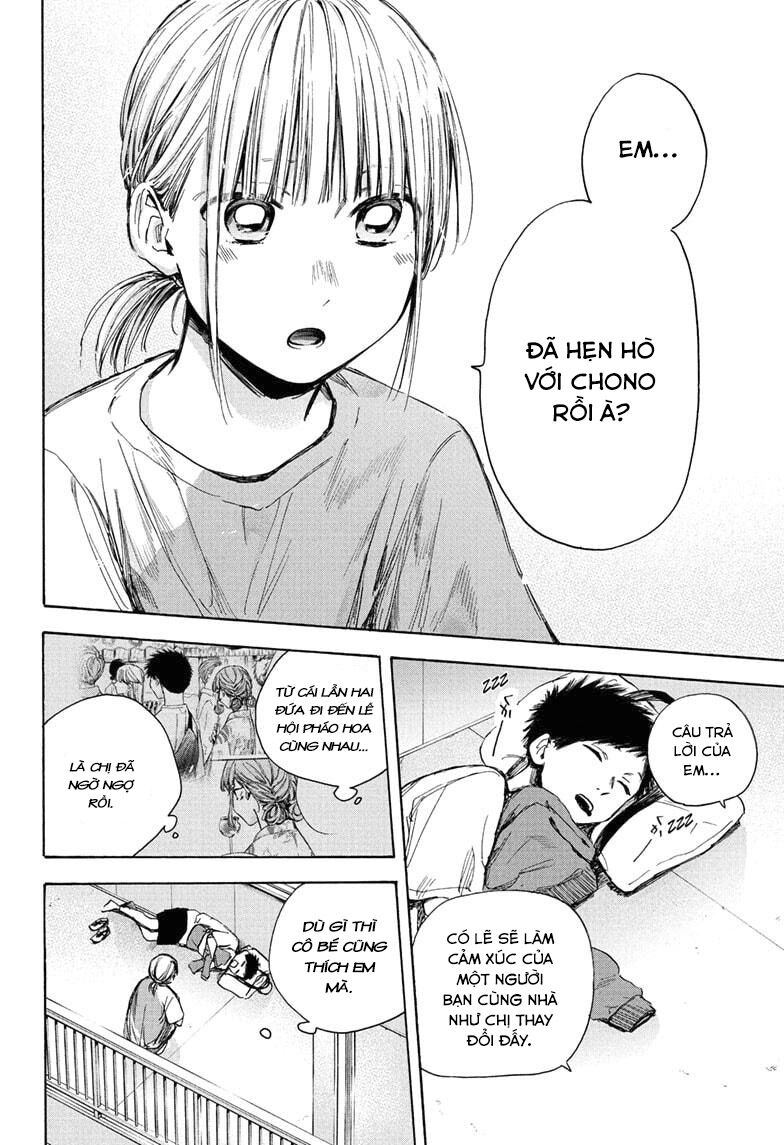 EM...
ĐÃ HẸN HÒ
VỚI CHONO
RỒI À?
TỪ CÁI LẦN HAI
ĐỨA ĐI ĐẾN LỄ
HỘI PHÁO HOA
CÙNG NHAU...
LÀ CHỊ ĐÃ
NGỜ NGỢ
RỒI.
ZZZ
CÂU TRẢ
LỜI CỦA
EM...
ZZZ
CÓ LẼ SẼ LÀM
CẢM XÚC CỦA
MỘT NGƯỜI
BẠN CÙNG NHÀ
NHƯ CHỊ THAY
ĐỔI ĐẤY.
DÙ GÌ THÌ
CÔ BÉ CŨNG
THÍCH EM
MÀ.